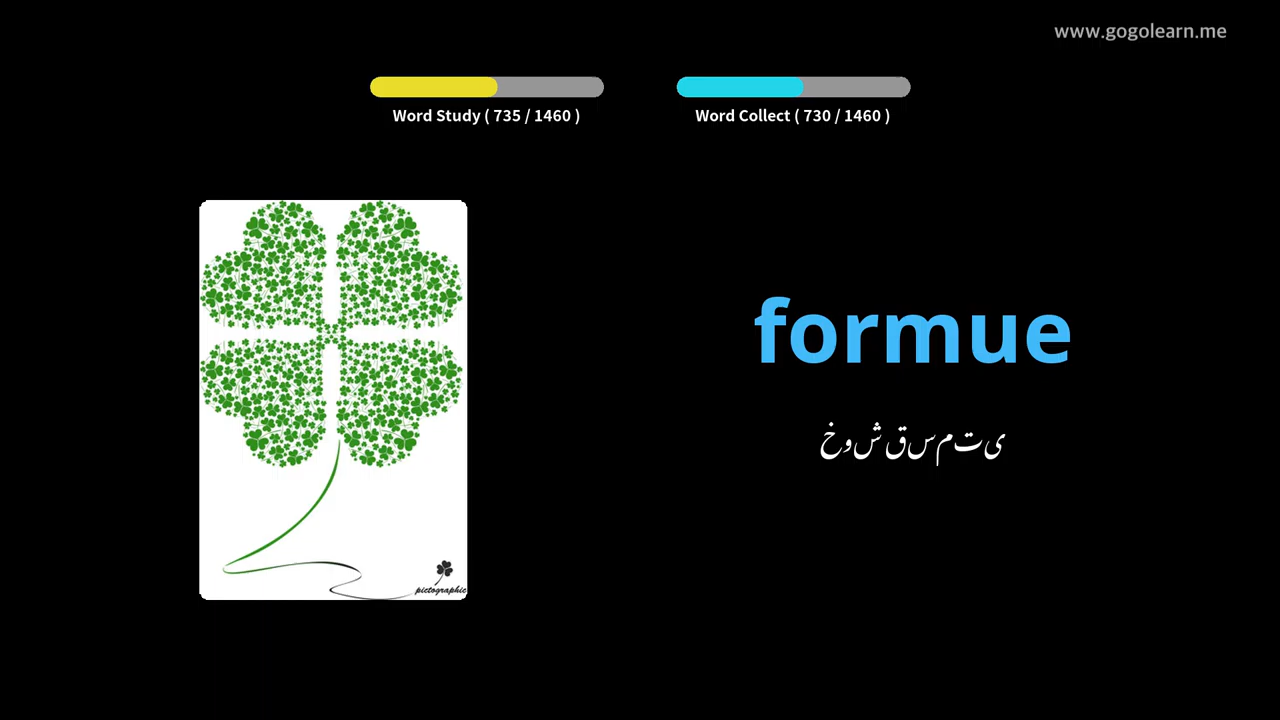 www.gogolearn.me
Word Study ( 735 / 1460 )
Word Collect ( 730 / 1460 )
formue
خوش قسمتی
pictographic